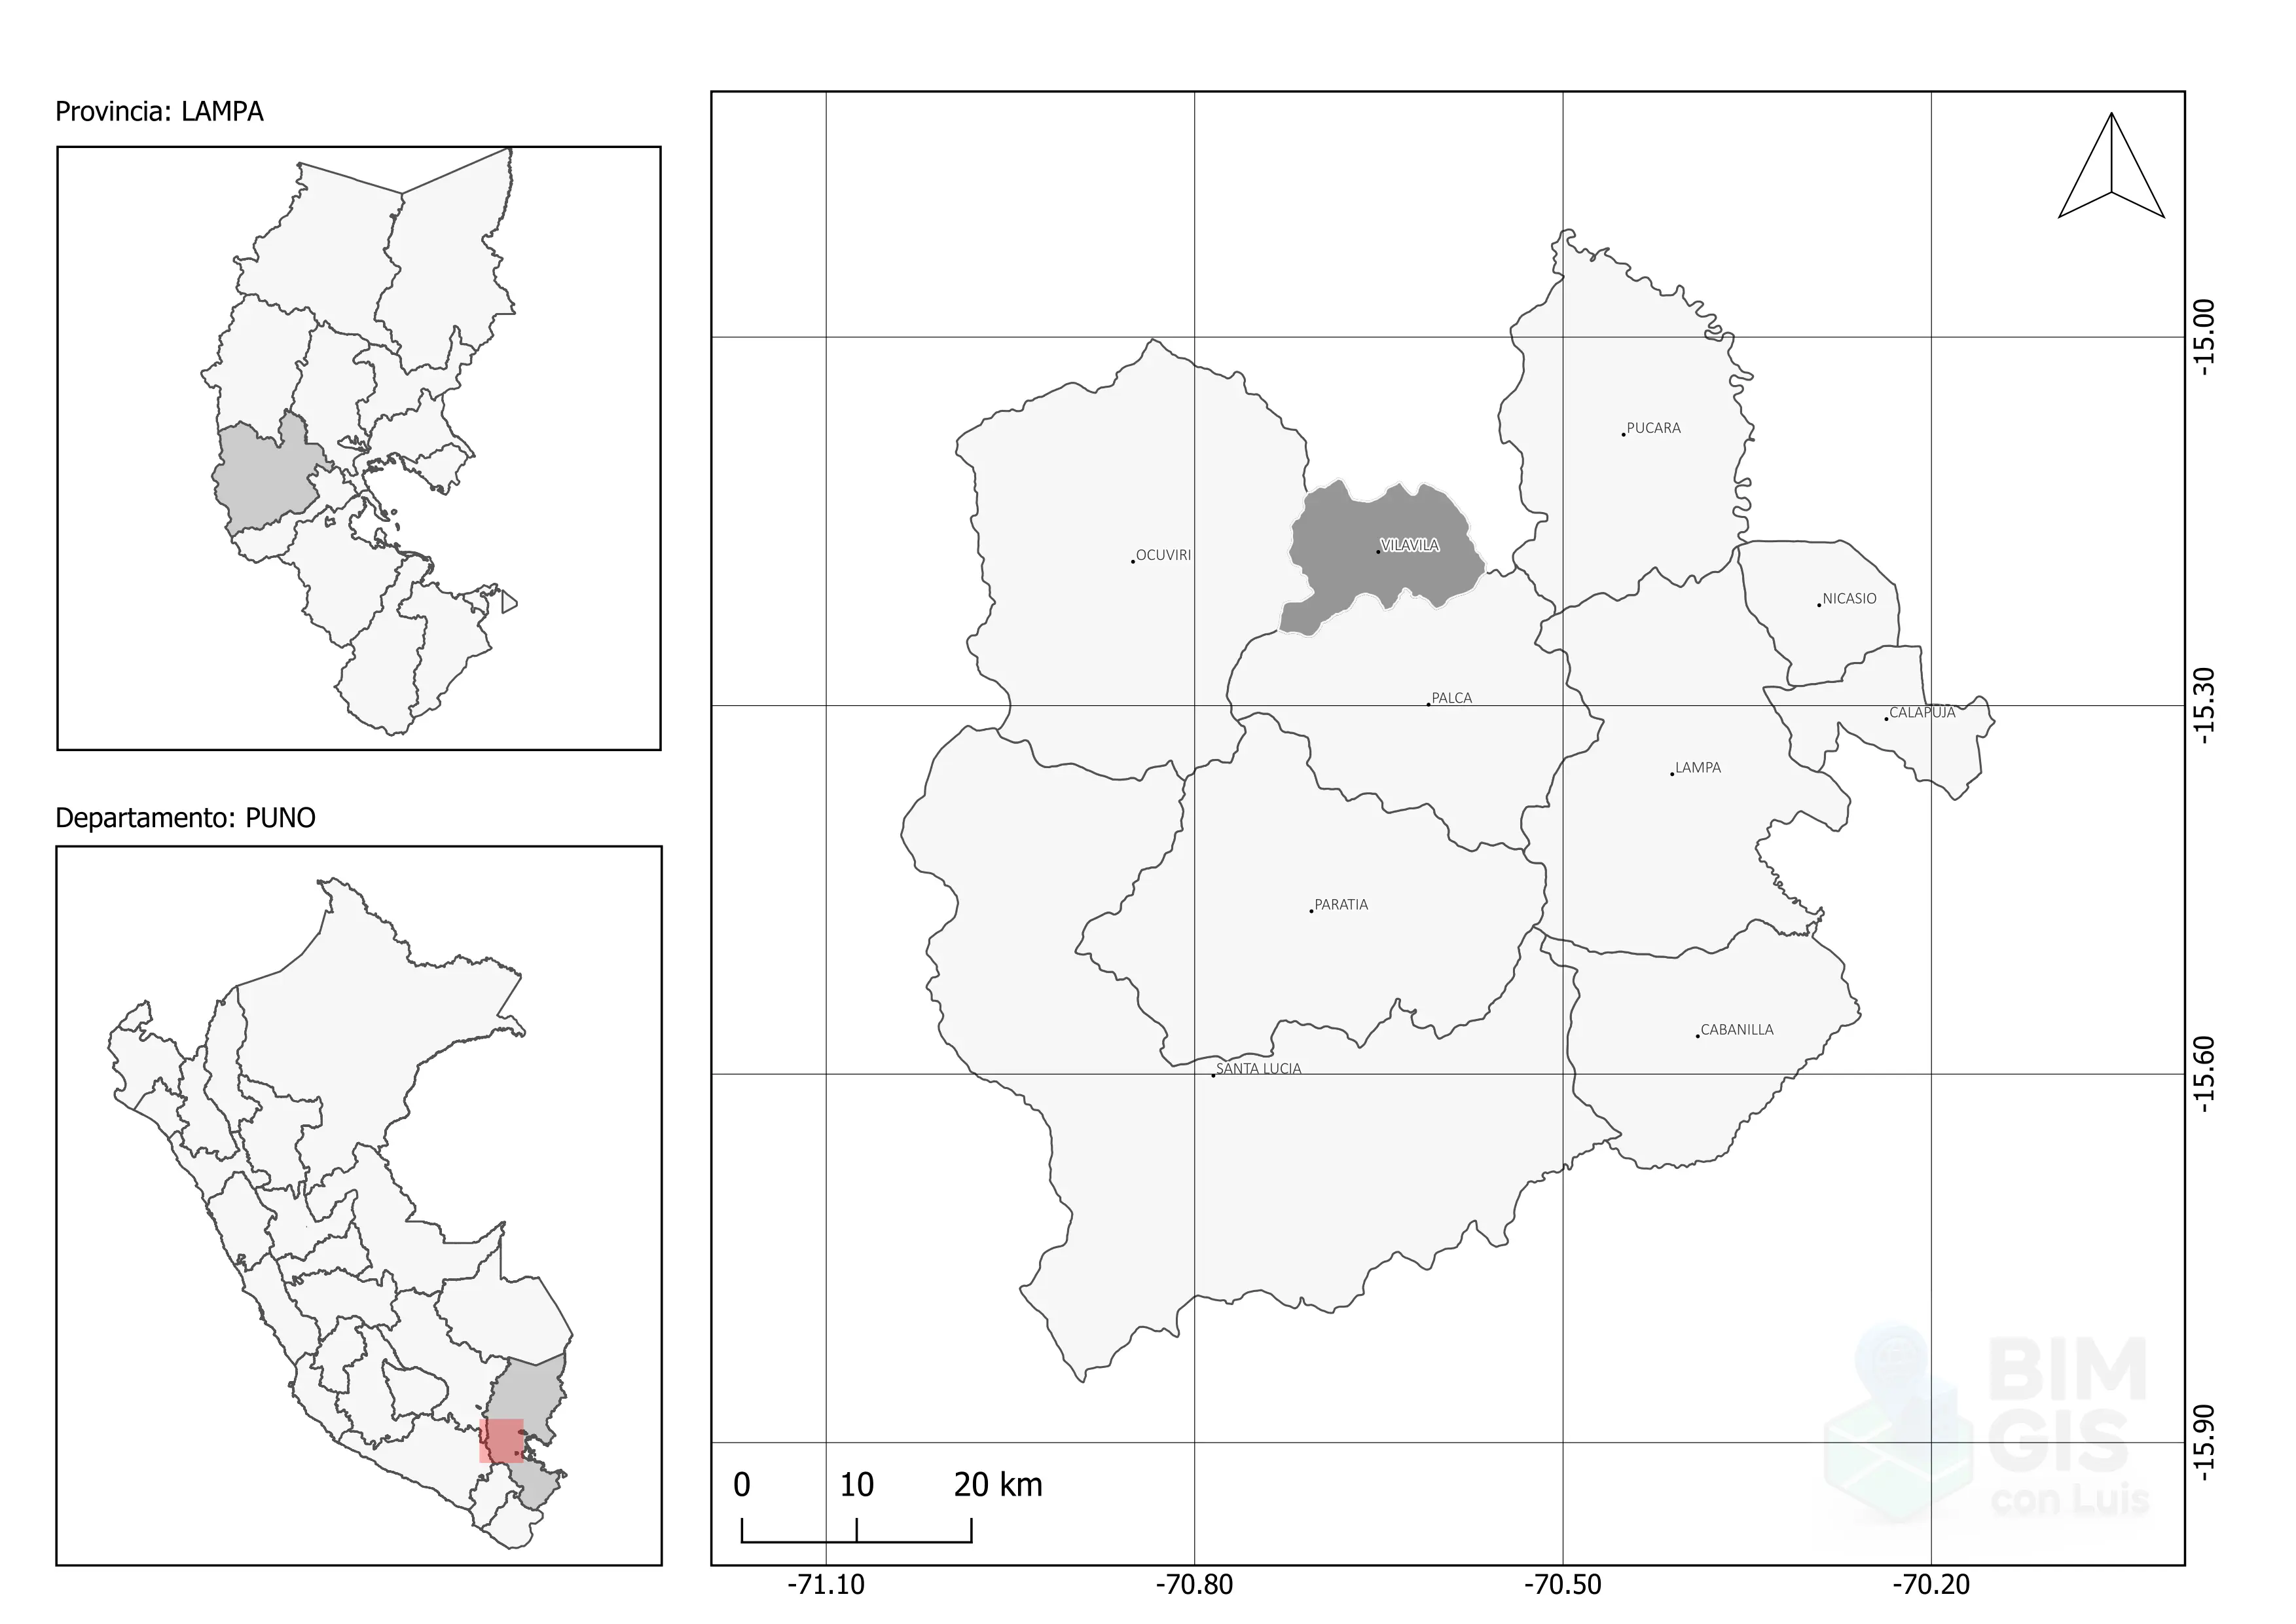 Provincia: LAMPA
Departamento: PUNO
PUCARA
VILAVILA
OCUVIRI
NICASIO
PALCA
CALAPUJA
LAMPA
PARATIA
CABANILLA
SANTA LUCIA
-15.00
-15.30
-15.60
-15.90
0 10 20 km
BIM
GIS
con Luis
-71.10 -70.80 -70.50 -70.20